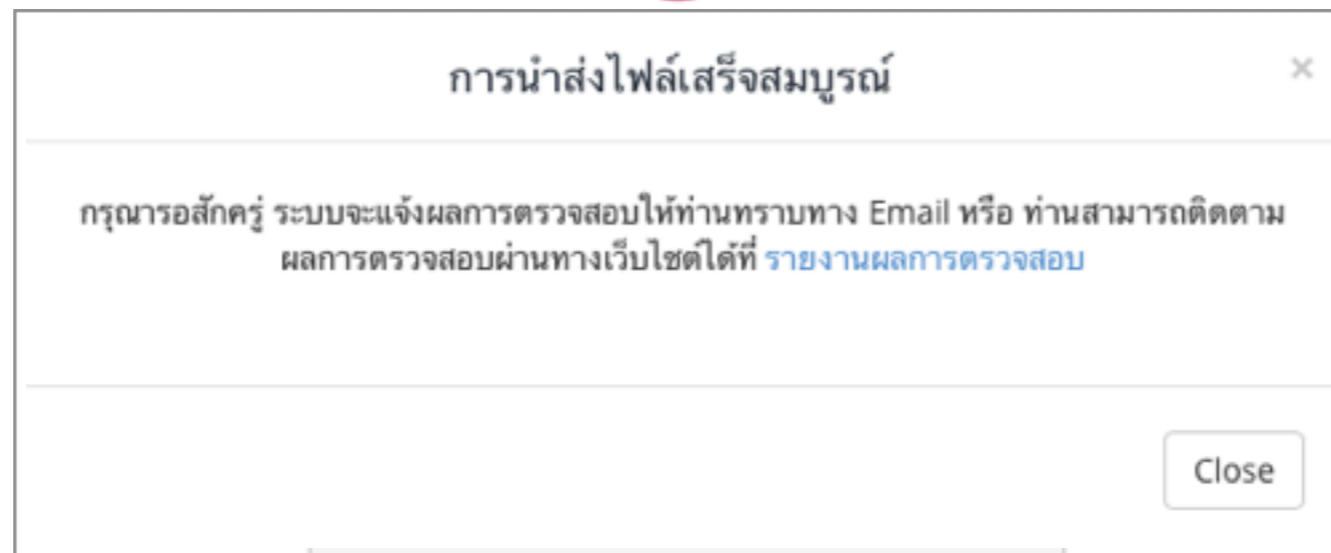 การนำส่งไฟล์เสร็จสมบูรณ์
×
กรุณารอสักครู่ ระบบจะแจ้งผลการตรวจสอบให้ท่านทราบทาง Email หรือ ท่านสามารถติดตาม
ผลการตรวจสอบผ่านทางเว็บไซต์ได้ที่ รายงานผลการตรวจสอบ
Close